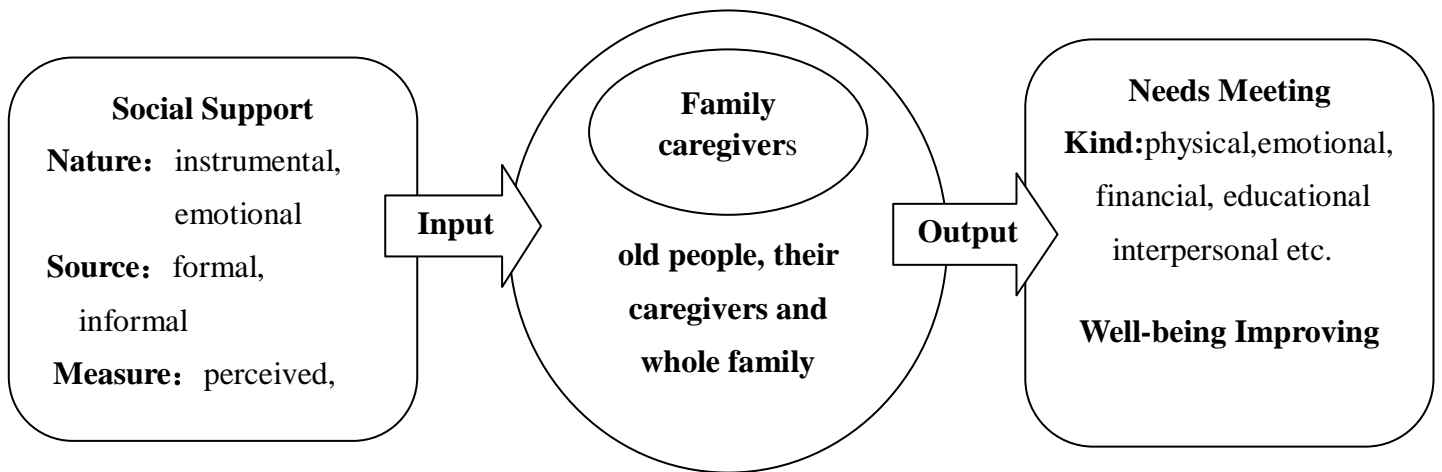 Social Support
Nature：instrumental,
emotional
Source：formal,
informal
Measure：perceived,
Input
Family
caregivers
old people, their
caregivers and
whole family
Output
Needs Meeting
Kind:physical,emotional,
financial, educational
interpersonal etc.
Well-being Improving